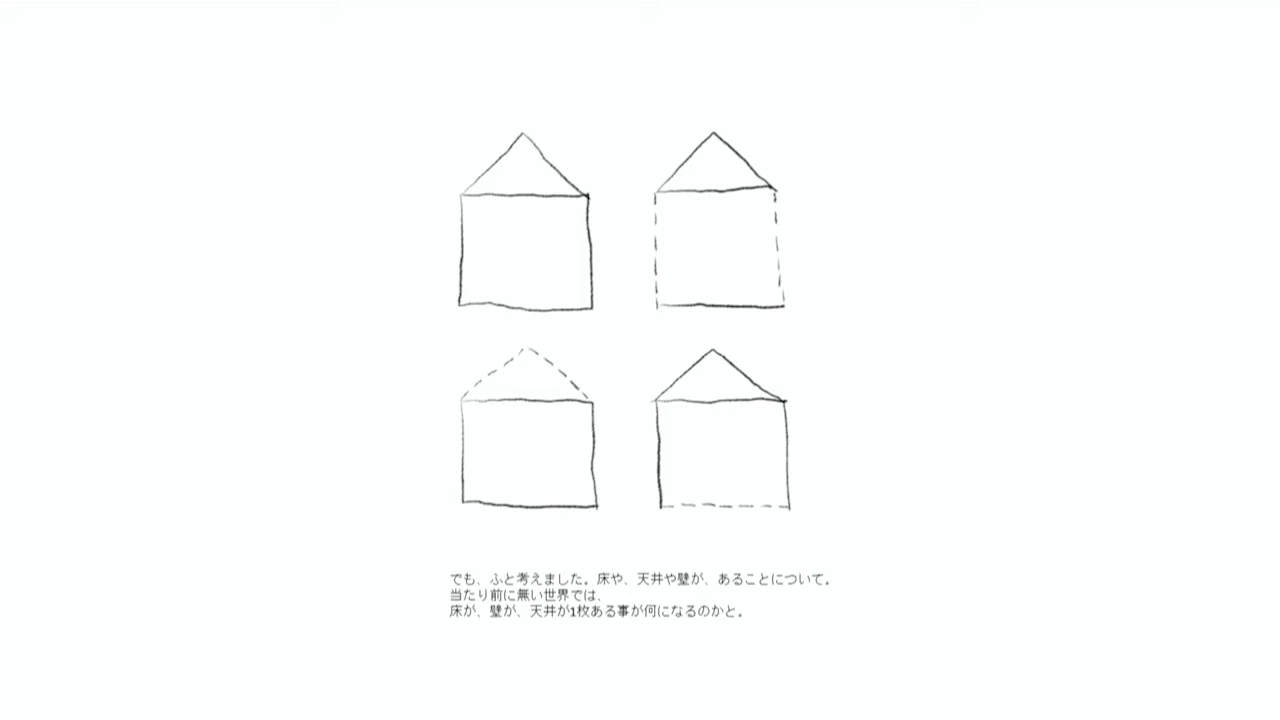 でも、ふと考えました。床や、天井や壁が、あることについて。
当たり前に無い世界では、
床が、壁が、天井が1枚ある事が何になるのかと。